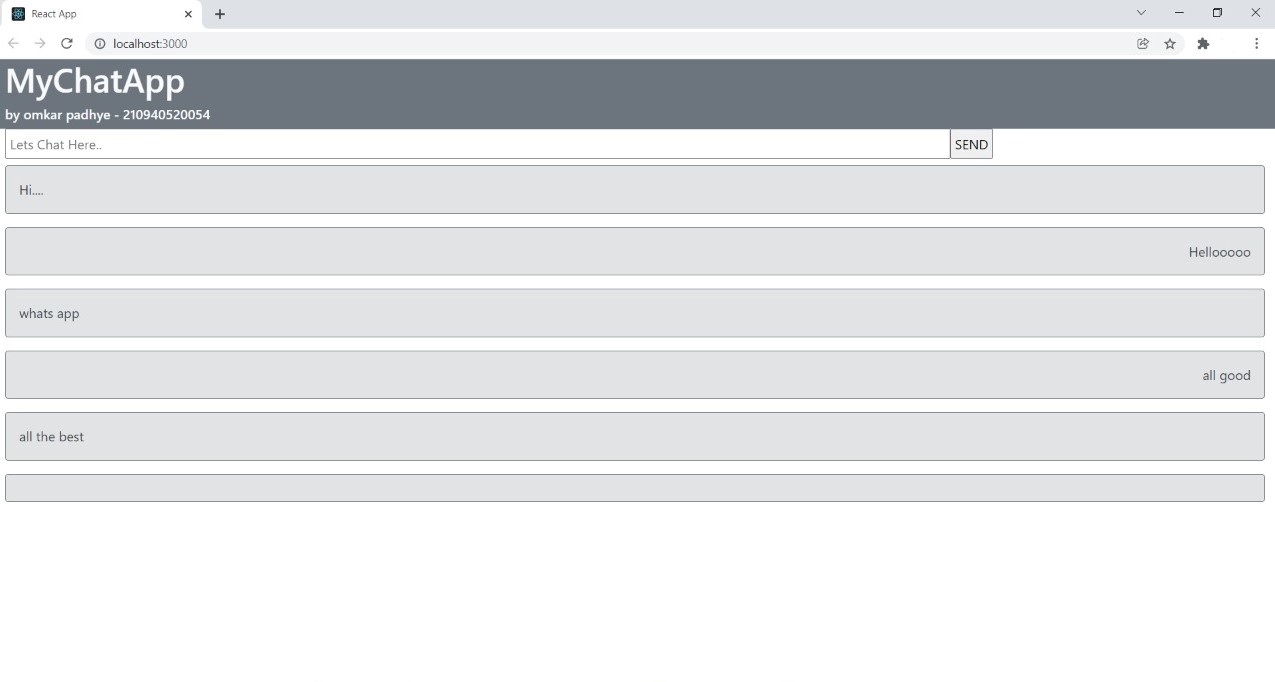 React App
localhost:3000
MyChatApp
by omkar padhye - 210940520054
Lets Chat Here..
SEND
Hi....
Hellooooo
whats app
all good
all the best